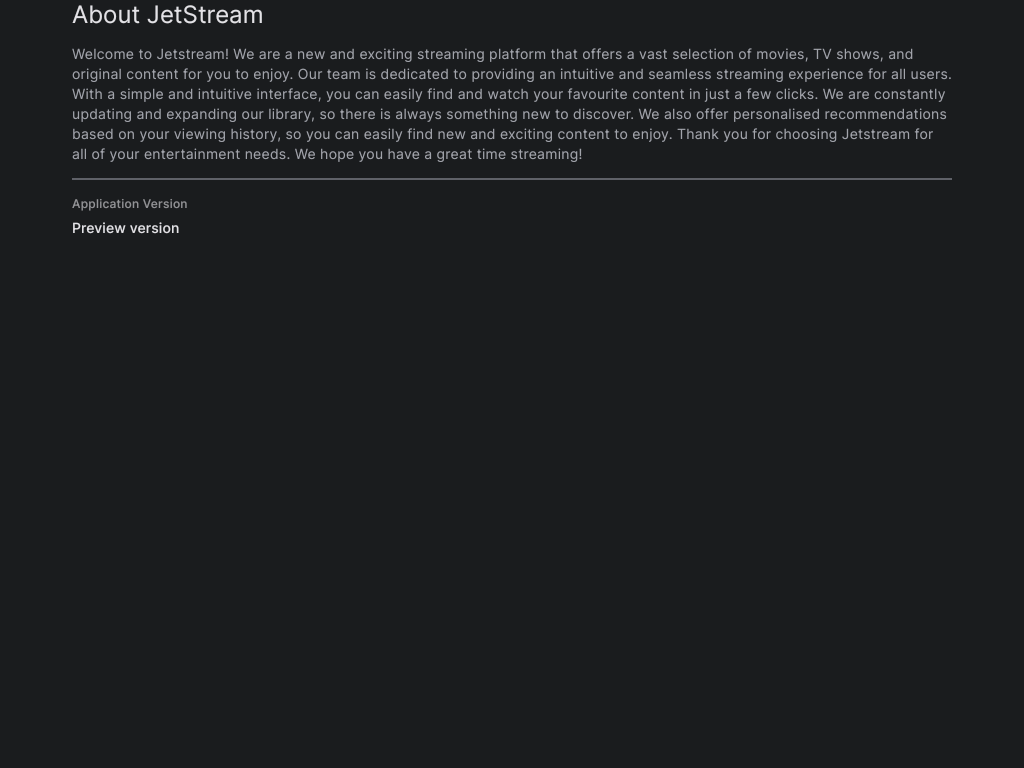 About JetStream
Welcome to Jetstream! We are a new and exciting streaming platform that offers a vast selection of movies, TV shows, and
original content for you to enjoy. Our team is dedicated to providing an intuitive and seamless streaming experience for all users.
With a simple and intuitive interface, you can easily find and watch your favourite content in just a few clicks. We are constantly
updating and expanding our library, so there is always something new to discover. We also offer personalised recommendations
based on your viewing history, so you can easily find new and exciting content to enjoy. Thank you for choosing Jetstream for
all of your entertainment needs. We hope you have a great time streaming!
Application Version
Preview version